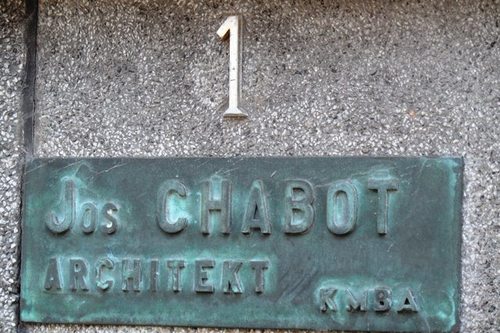 1
Jos CHABOT
ARCHITEKT
KMBA